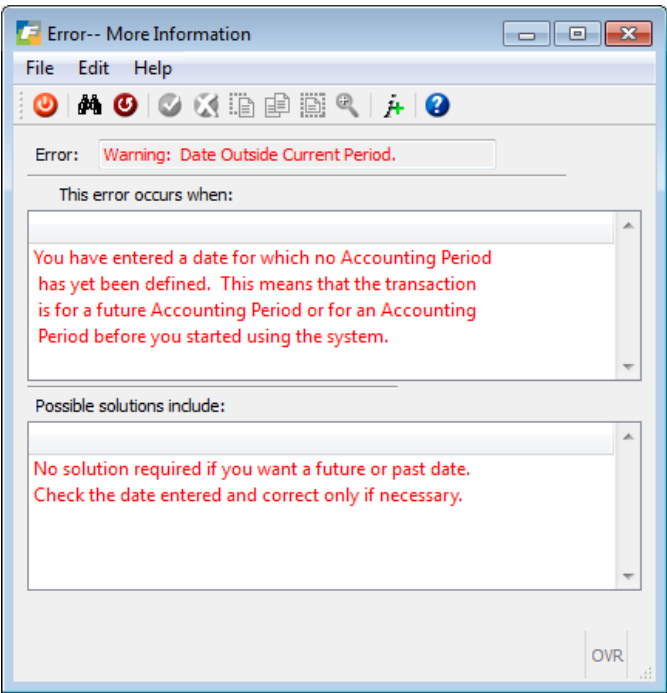 Error-- More Information
File Edit Help
Error: Warning: Date Outside Current Period.
This error occurs when:
You have entered a date for which no Accounting Period
has yet been defined. This means that the transaction
is for a future Accounting Period or for an Accounting
Period before you started using the system.
Possible solutions include:
No solution required if you want a future or past date.
Check the date entered and correct only if necessary.
OVR